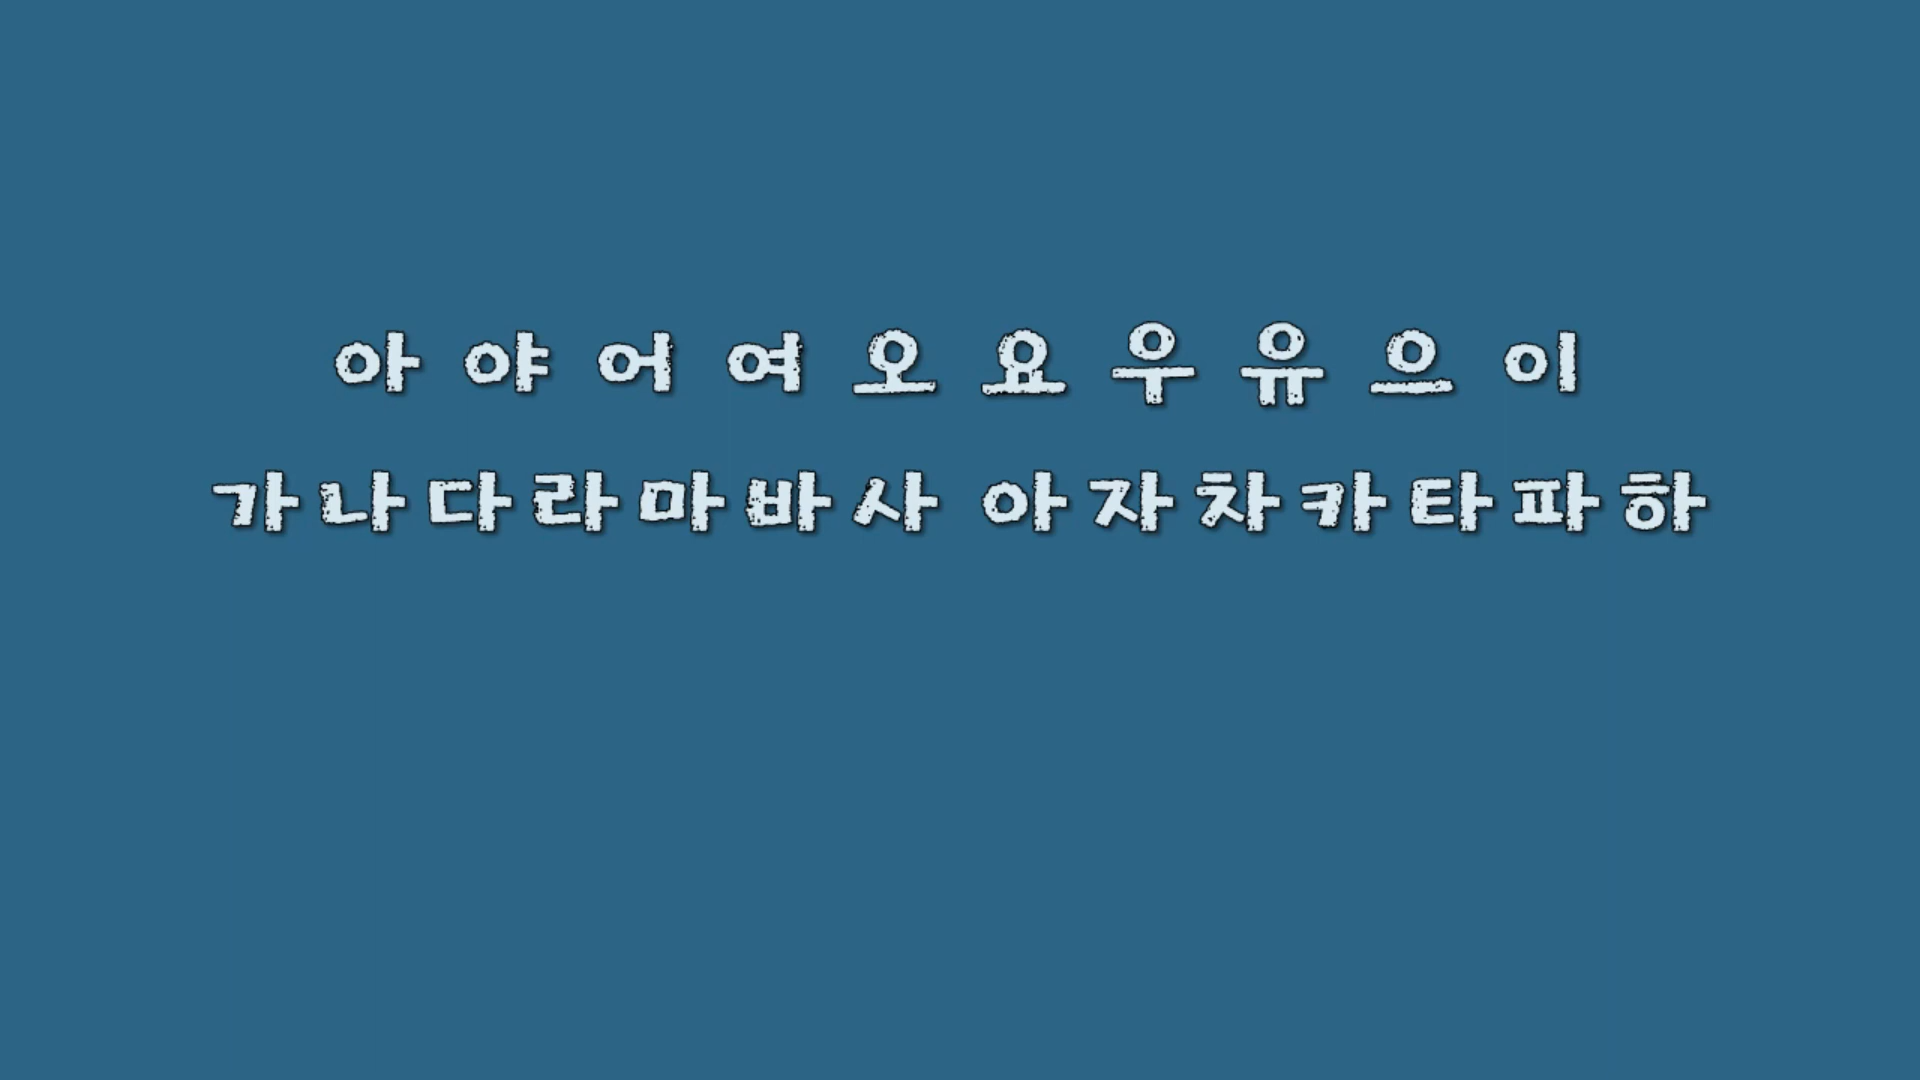 아 야 어 여 오 요 우 유 으 이
가 나 다 라 마 바 사 아 자 차 카 타 파 하